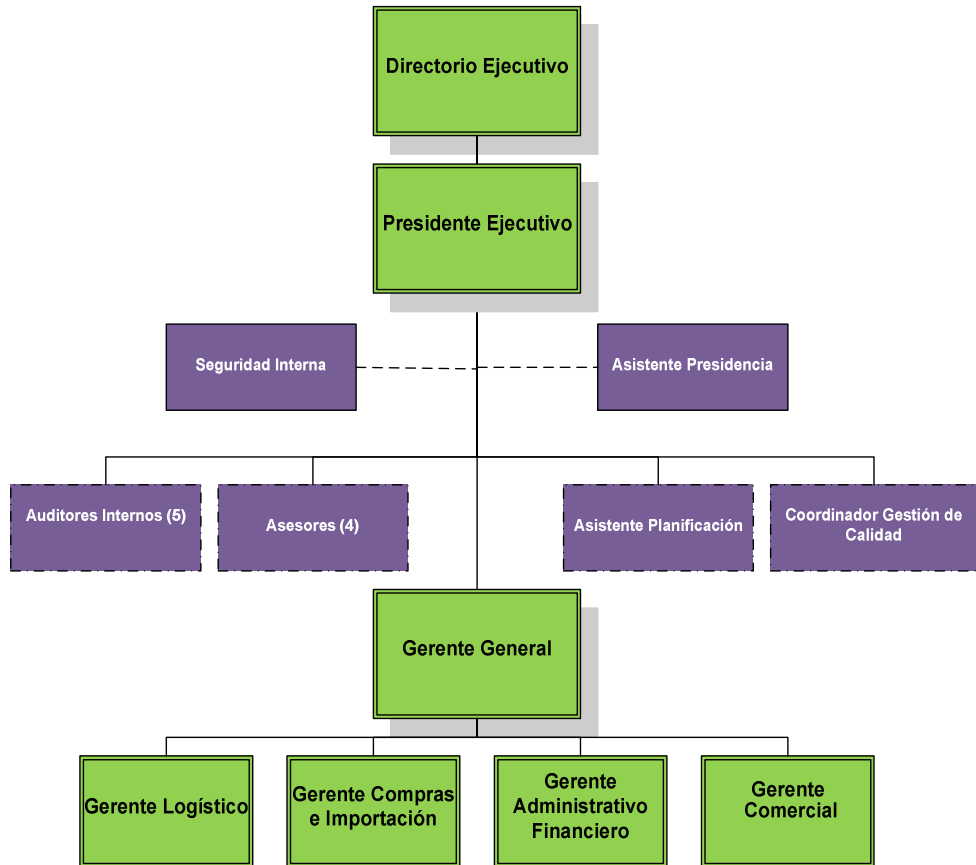 Directorio Ejecutivo
Presidente Ejecutivo
Seguridad Interna
Asistente Presidencia
Auditores Internos (5)
Asesores (4)
Asistente Planificación
Coordinador Gestión de
Calidad
Gerente General
Gerente Logístico
Gerente Compras
e Importación
Gerente
Administrativo
Financiero
Gerente
Comercial